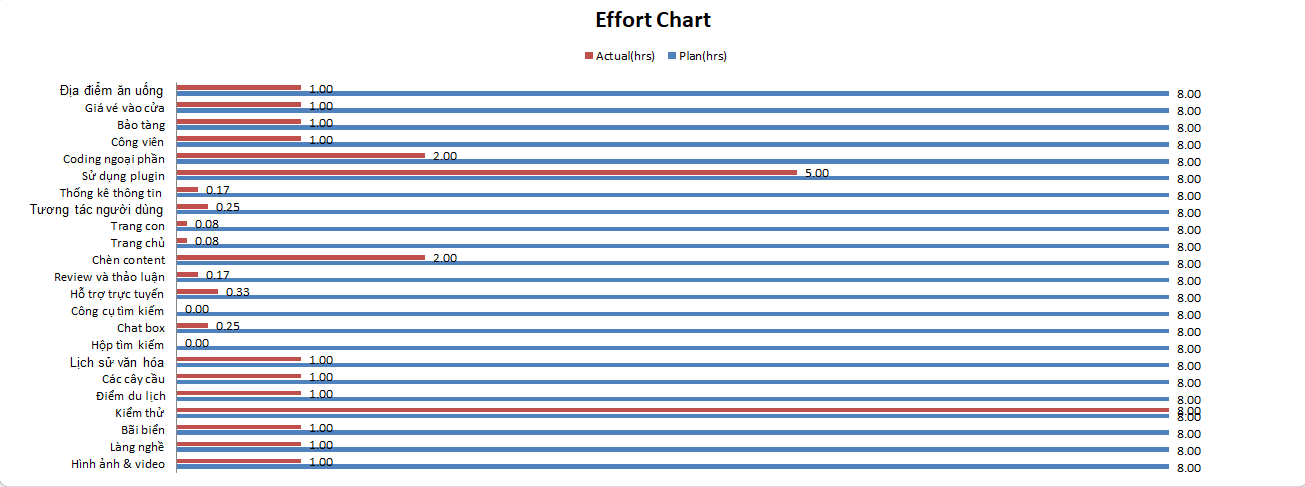 Effort Chart
Actual(hrs) Plan(hrs)
Địa điểm ăn uống 1.00 8.00
Giá vé vào cửa 1.00 8.00
Bảo tàng 1.00 8.00
Công viên 1.00 8.00
Coding ngoại phần 2.00 8.00
Sử dụng plugin 5.00 8.00
Thống kê thông tin 0.17 8.00
Tương tác người dùng 0.25 8.00
Trang con 0.08 8.00
Trang chủ 0.08 8.00
Chèn content 2.00 8.00
Review và thảo luận 0.17 8.00
Hỗ trợ trực tuyến 0.33 8.00
Công cụ tìm kiếm 0.00 8.00
Chat box 0.25 8.00
Hộp tìm kiếm 0.00 8.00
Lịch sử văn hóa 1.00 8.00
Các cây cầu 1.00 8.00
Điểm du lịch 1.00 8.00
Kiểm thử 8.00 8.00
Bãi biển 1.00 8.00
Làng nghề 1.00 8.00
Hình ảnh & video 1.00 8.00